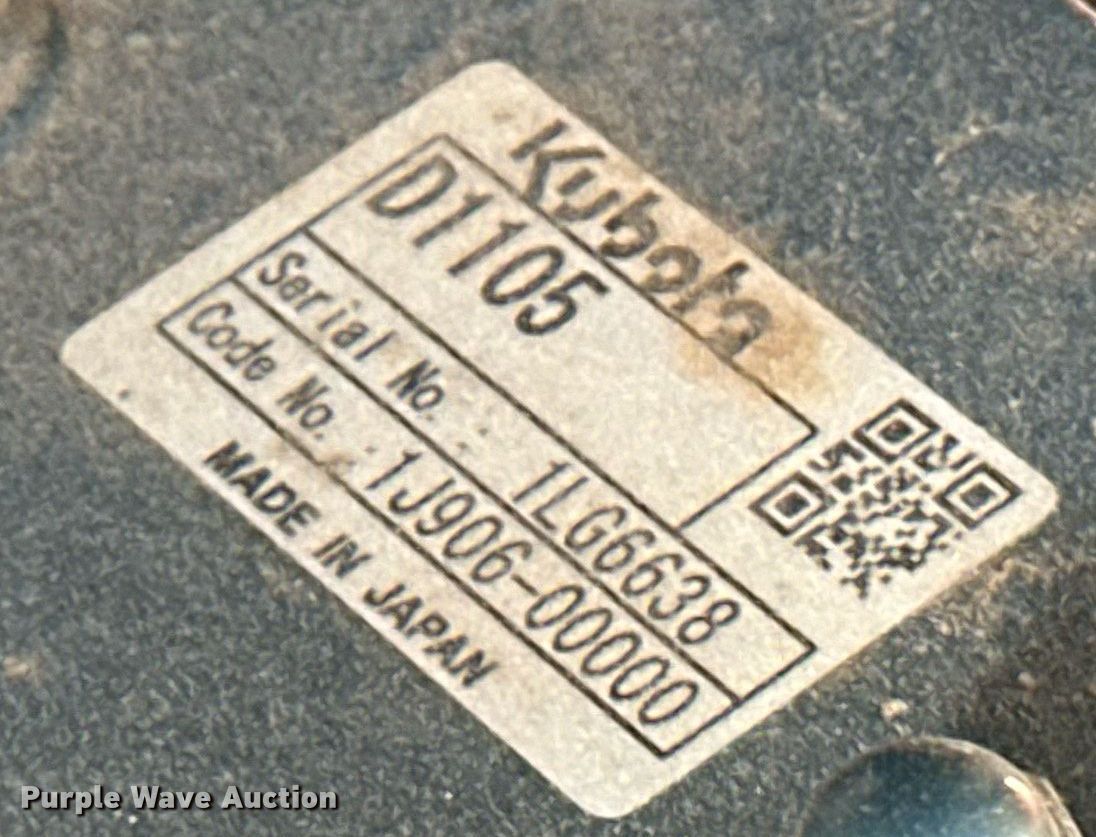 Kubota
D1105
Serial No. : 1LG6638
Code No. : 1J906-00000
MADE IN JAPAN
Purple Wave Auction